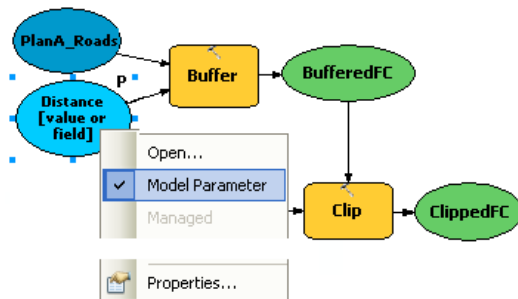 PlanA_Roads
P
Buffer
BufferedFC
Distance
[value or
field]
Open...
Model Parameter
Managed
Clip
ClippedFC
Properties...